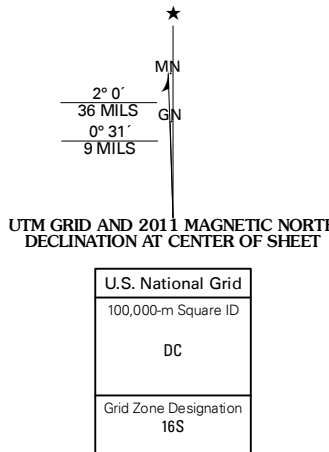 ★
MN
2° 0´
36 MILS
GN
0° 31´
9 MILS
UTM GRID AND 2011 MAGNETIC NORTH
DECLINATION AT CENTER OF SHEET
U.S. National Grid
100,000-m Square ID
DC
Grid Zone Designation
16S